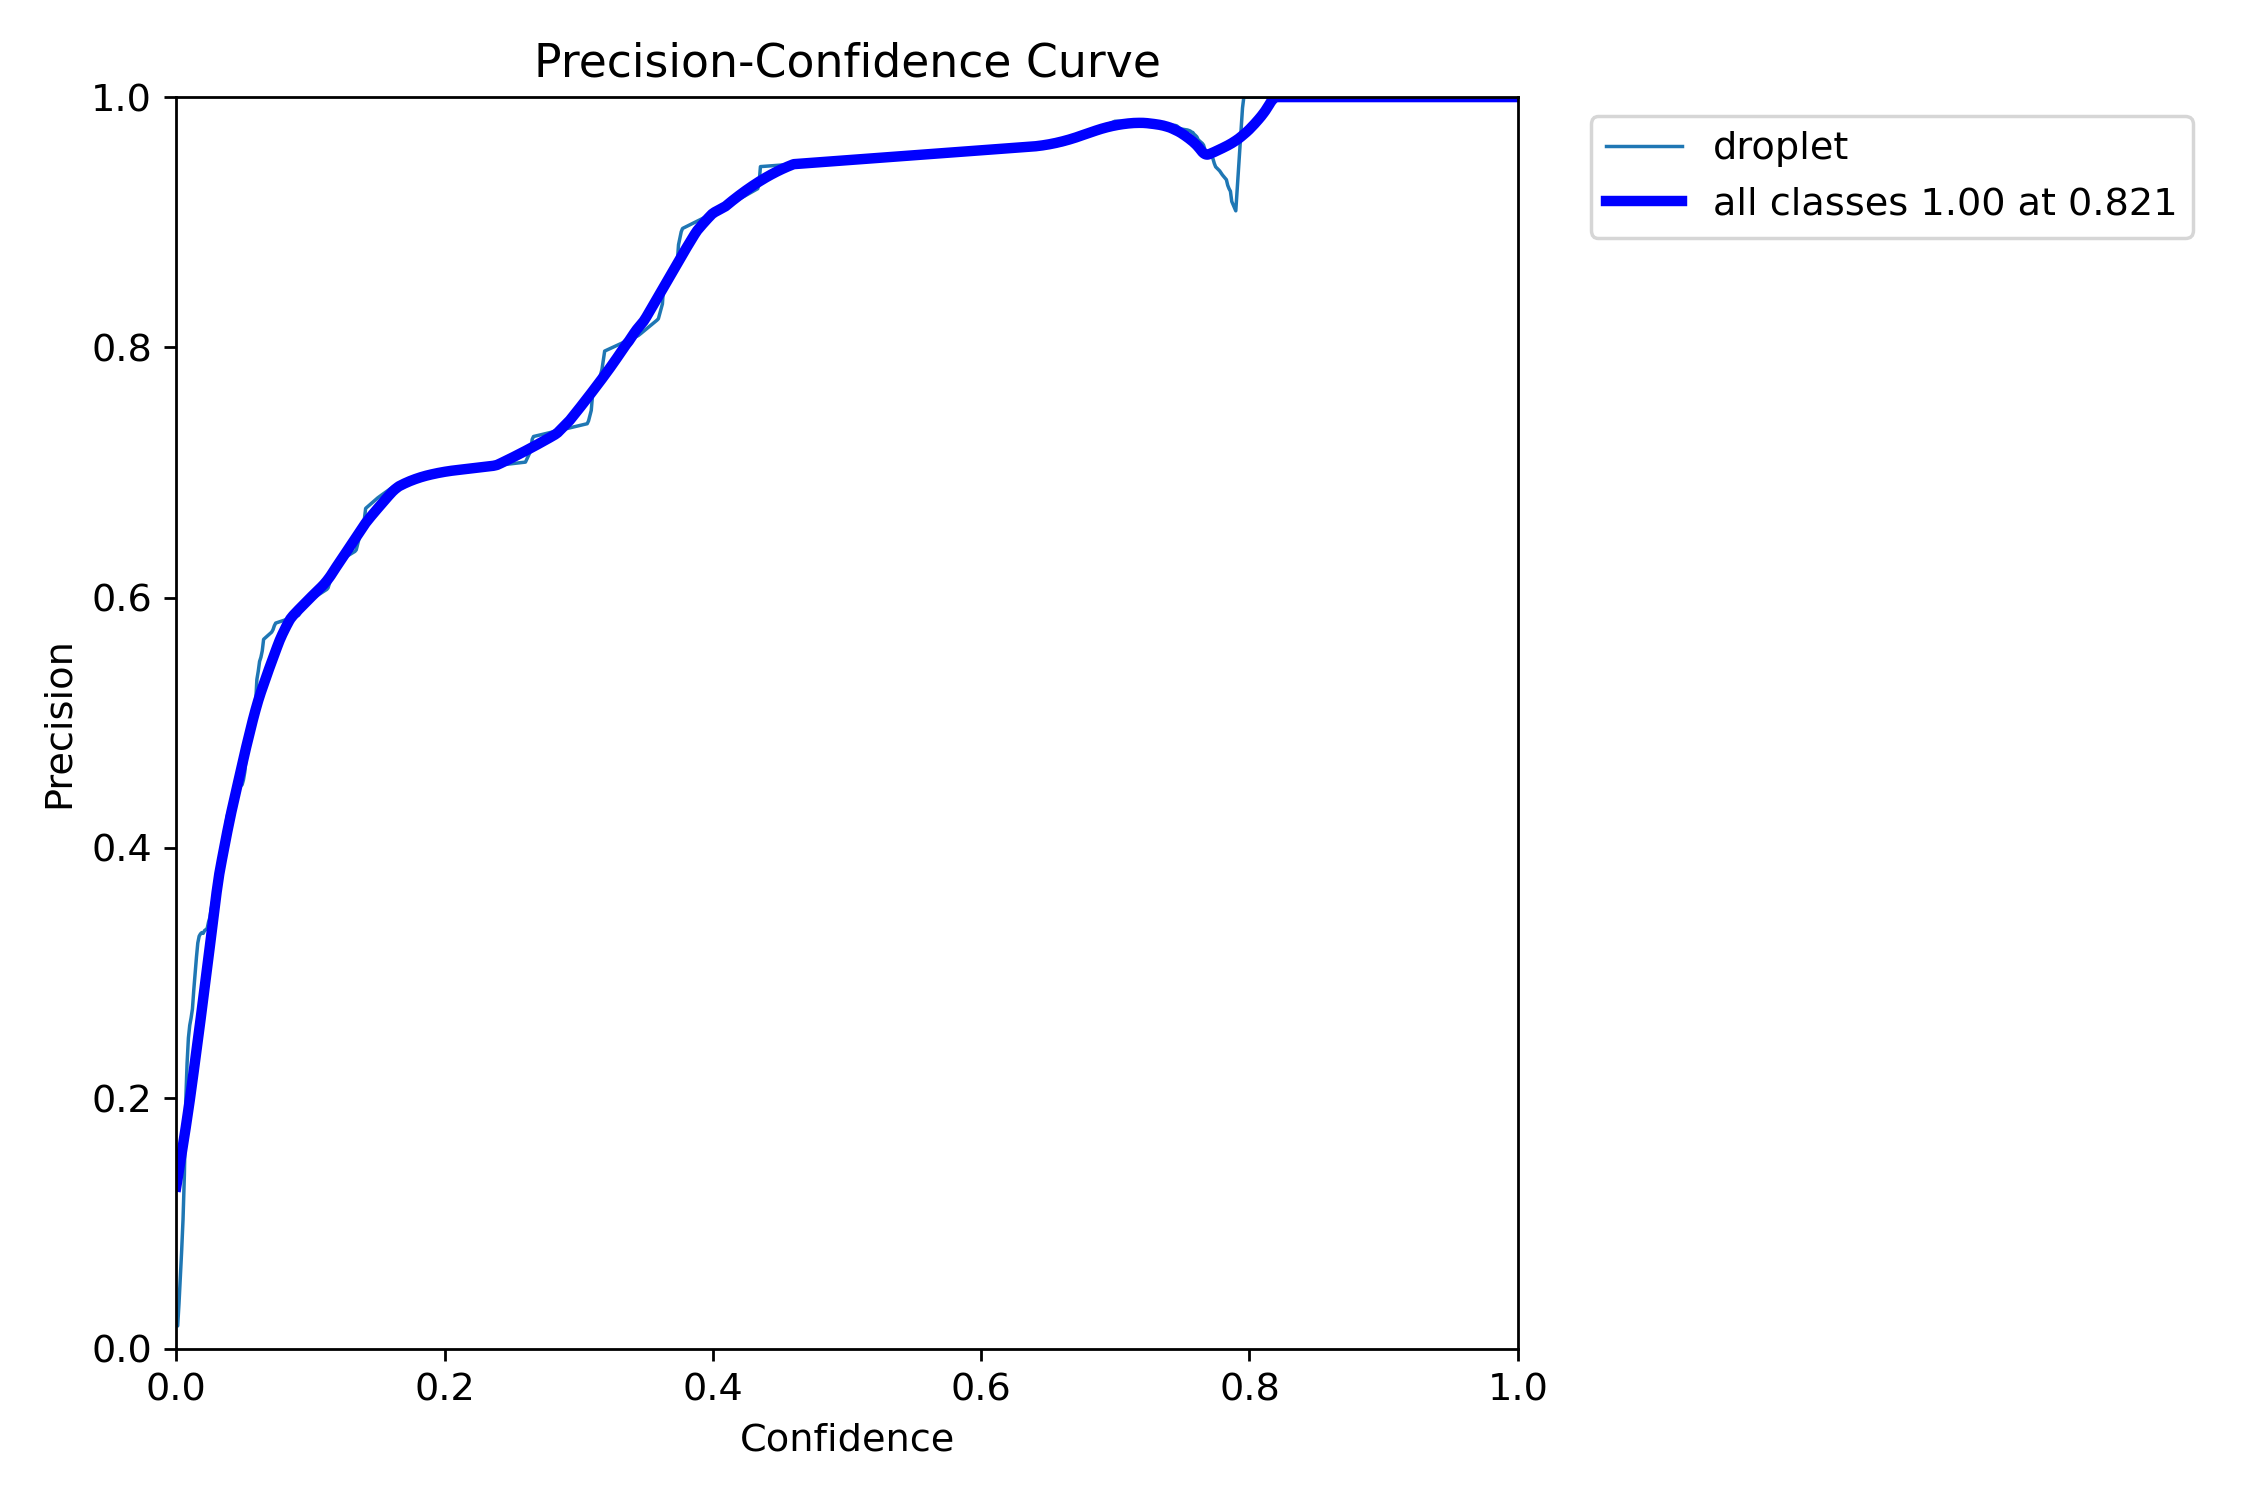 Precision-Confidence Curve
1.0
0.8
0.6
0.4
0.2
0.0
Precision
0.0 0.2 0.4 0.6 0.8 1.0
Confidence
droplet
all classes 1.00 at 0.821